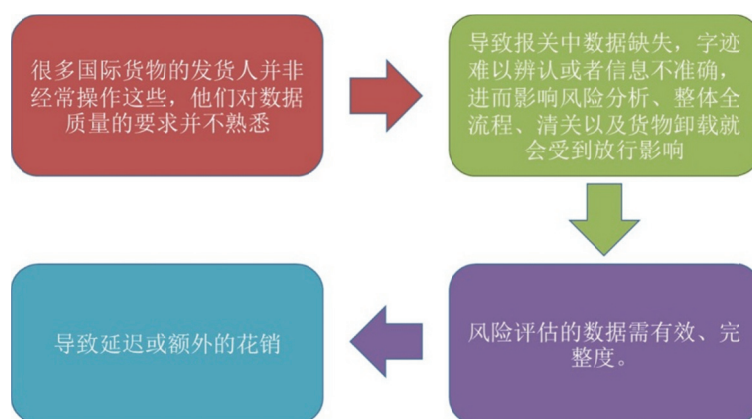 很多国际货物的发货人并非
经常操作这些，他们对数据
质量的要求并不熟悉
导致报关中数据缺失，字迹
难以辨认或者信息不准确，
进而影响风险分析、整体全
流程、清关以及货物卸载就
会受到放行影响
风险评估的数据需有效、完
整度。
导致延迟或额外的花销